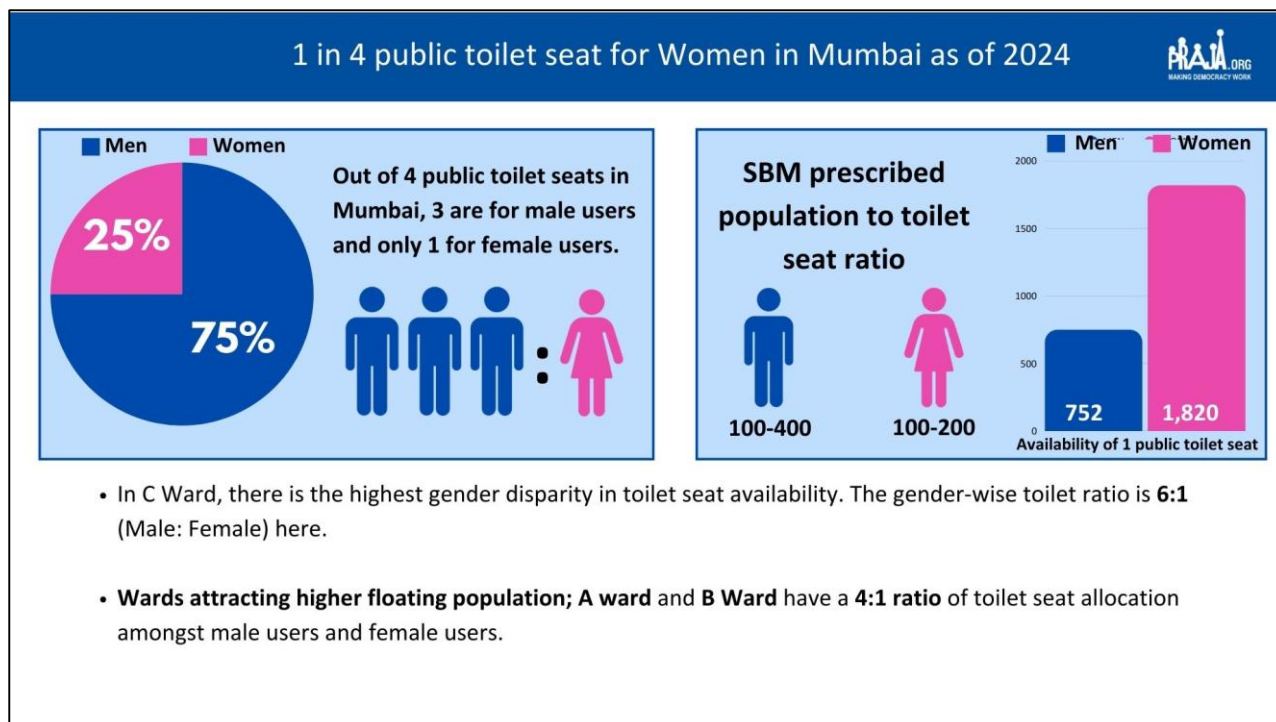 1 in 4 public toilet seat for Women in Mumbai as of 2024
PRAJA.ORG
MAKING DEMOCRACY WORK
Men Women
25%
75%
Out of 4 public toilet seats in
Mumbai, 3 are for male users
and only 1 for female users.
:
SBM prescribed
population to toilet
seat ratio
100-400
100-200
Men Women
2000
1500
1000
500
0
752
1,820
Availability of 1 public toilet seat
• In C Ward, there is the highest gender disparity in toilet seat availability. The gender-wise toilet ratio is 6:1
(Male: Female) here.
• Wards attracting higher floating population; A ward and B Ward have a 4:1 ratio of toilet seat allocation
amongst male users and female users.